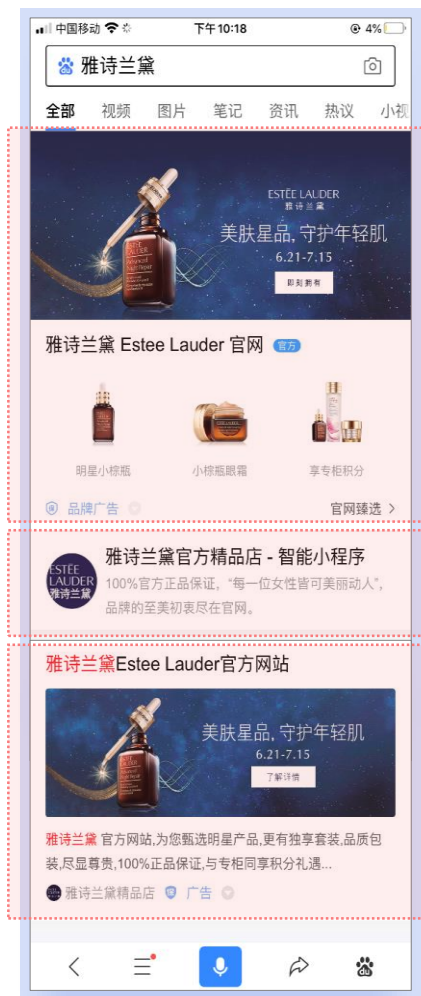 中国移动 下午10:18 4%
雅诗兰黛
全部 视频 图片 笔记 资讯 热议 小视
ESTĒE LAUDER
雅诗兰黛
美肤星品,守护年轻肌
6.21-7.15
即刻拥有
ESTĒE
LAUDER
Advanced
Night Repair
雅诗兰黛 Estee Lauder 官网 官方
明星小棕瓶 小棕瓶眼霜 享专柜积分
品牌广告 官网臻选
ESTĒE
LAUDER
雅诗兰黛
雅诗兰黛官方精品店 - 智能小程序
100%官方正品保证,“每一位女性皆可美丽动人”,
品牌的至美初衷尽在官网。
雅诗兰黛Estee Lauder官方网站
美肤星品,守护年轻肌
6.21-7.15
了解详情
雅诗兰黛 官方网站,为您甄选明星产品,更有独享套装,品质包
装,尽显尊贵,100%正品保证,与专柜同享积分礼遇...
雅诗兰黛精品店 广告
du